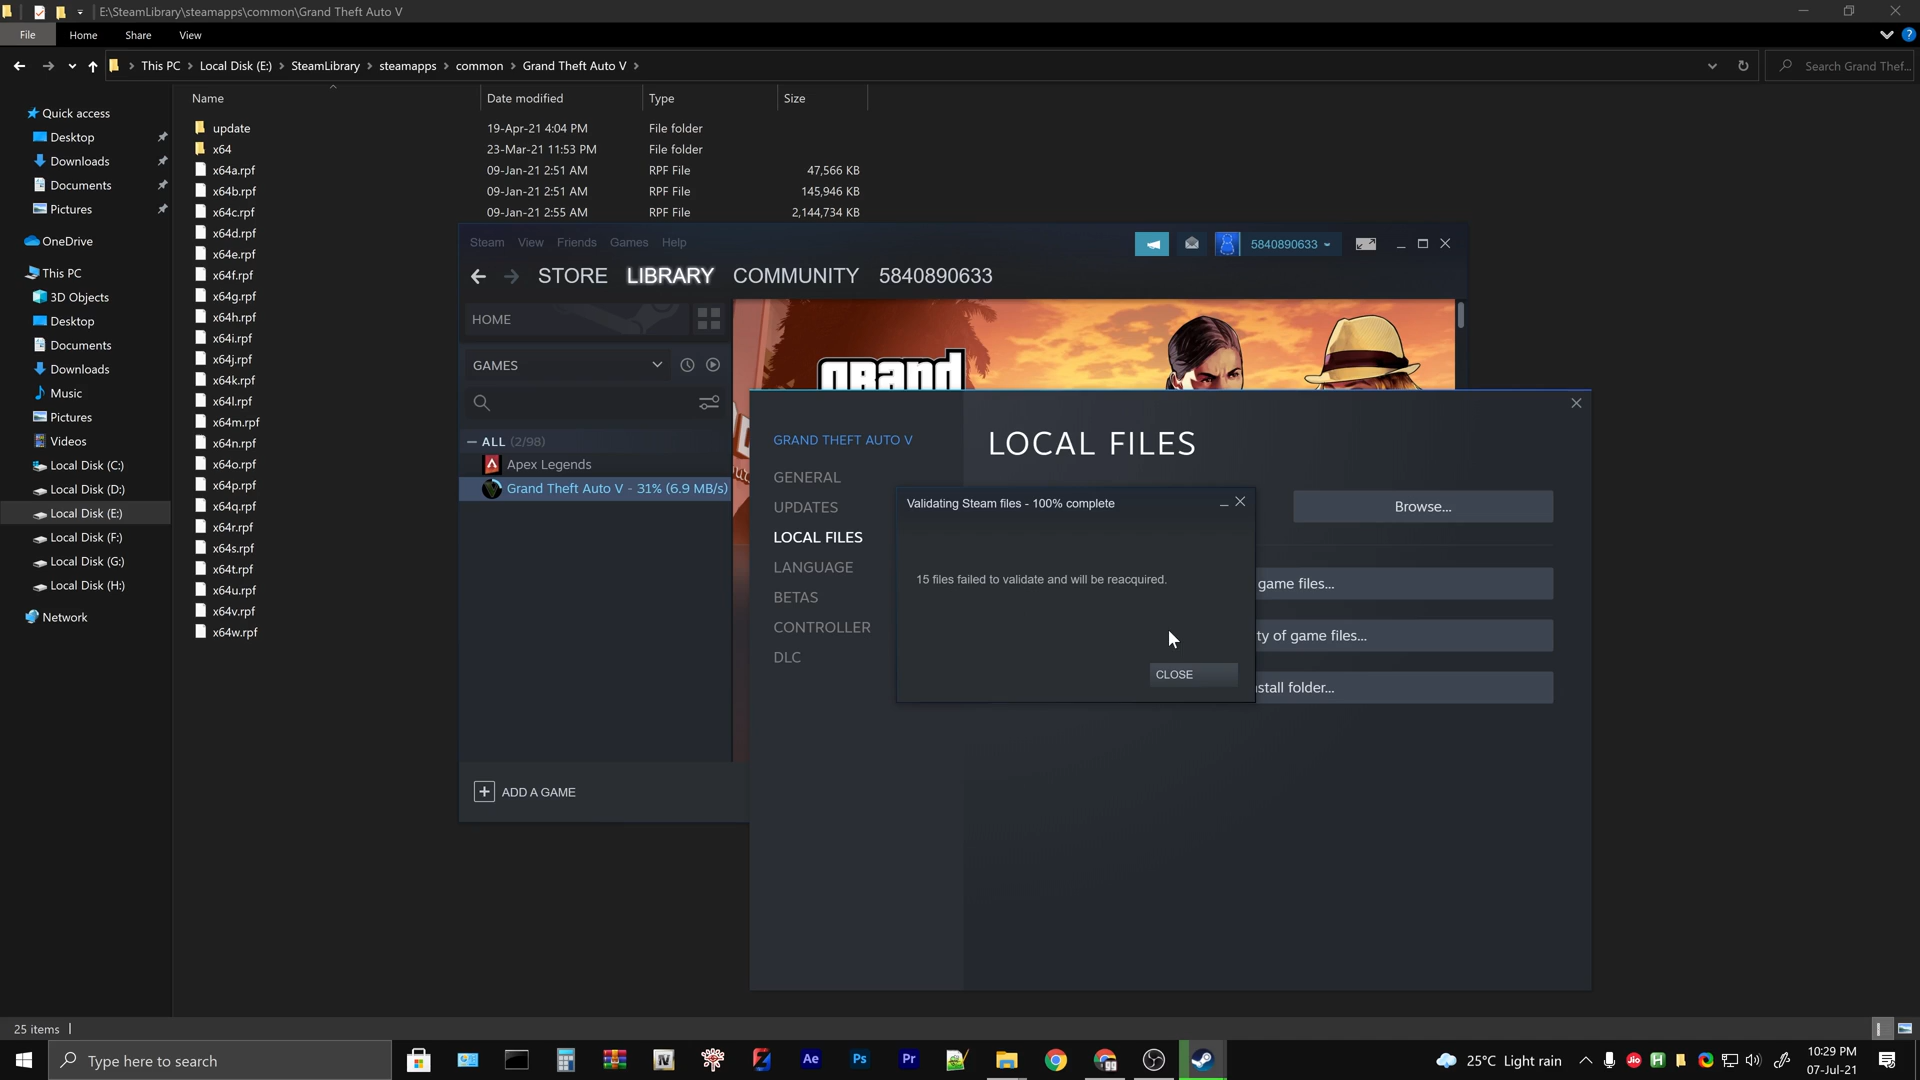 E:\SteamLibrary\steamapps\common\Grand Theft Auto V
File Home Share View
This PC > Local Disk (E:) > SteamLibrary > steamapps > common > Grand Theft Auto V >
Search Grand Thef...
Name Date modified Type Size
Quick access
Desktop
Downloads
Documents
Pictures
OneDrive
This PC
3D Objects
Desktop
Documents
Downloads
Music
Pictures
Videos
Local Disk (C:)
Local Disk (D:)
Local Disk (E:)
Local Disk (F:)
Local Disk (G:)
Local Disk (H:)
Network
update 19-Apr-21 4:04 PM File folder
x64 23-Mar-21 11:53 PM File folder
x64a.rpf 09-Jan-21 2:51 AM RPF File 47,566 KB
x64b.rpf 09-Jan-21 2:51 AM RPF File 145,946 KB
x64c.rpf 09-Jan-21 2:55 AM RPF File 2,144,734 KB
x64d.rpf
x64e.rpf
x64f.rpf
x64g.rpf
x64h.rpf
x64i.rpf
x64j.rpf
x64k.rpf
x64l.rpf
x64m.rpf
x64n.rpf
x64o.rpf
x64p.rpf
x64q.rpf
x64r.rpf
x64s.rpf
x64t.rpf
x64u.rpf
x64v.rpf
x64w.rpf
Steam View Friends Games Help
5840890633
STORE LIBRARY COMMUNITY 5840890633
HOME
GAMES
ALL (2/98)
Apex Legends
Grand Theft Auto V - 31% (6.9 MB/s)
ADD A GAME
grand
GRAND THEFT AUTO V
GENERAL
UPDATES
LOCAL FILES
LANGUAGE
BETAS
CONTROLLER
DLC
LOCAL FILES
Browse...
game files...
ty of game files...
stall folder...
Validating Steam files - 100% complete
15 files failed to validate and will be reacquired.
CLOSE
25 items
Type here to search
Ae
Ps
Pr
Jio
H
25°C Light rain
10:29 PM
07-Jul-21